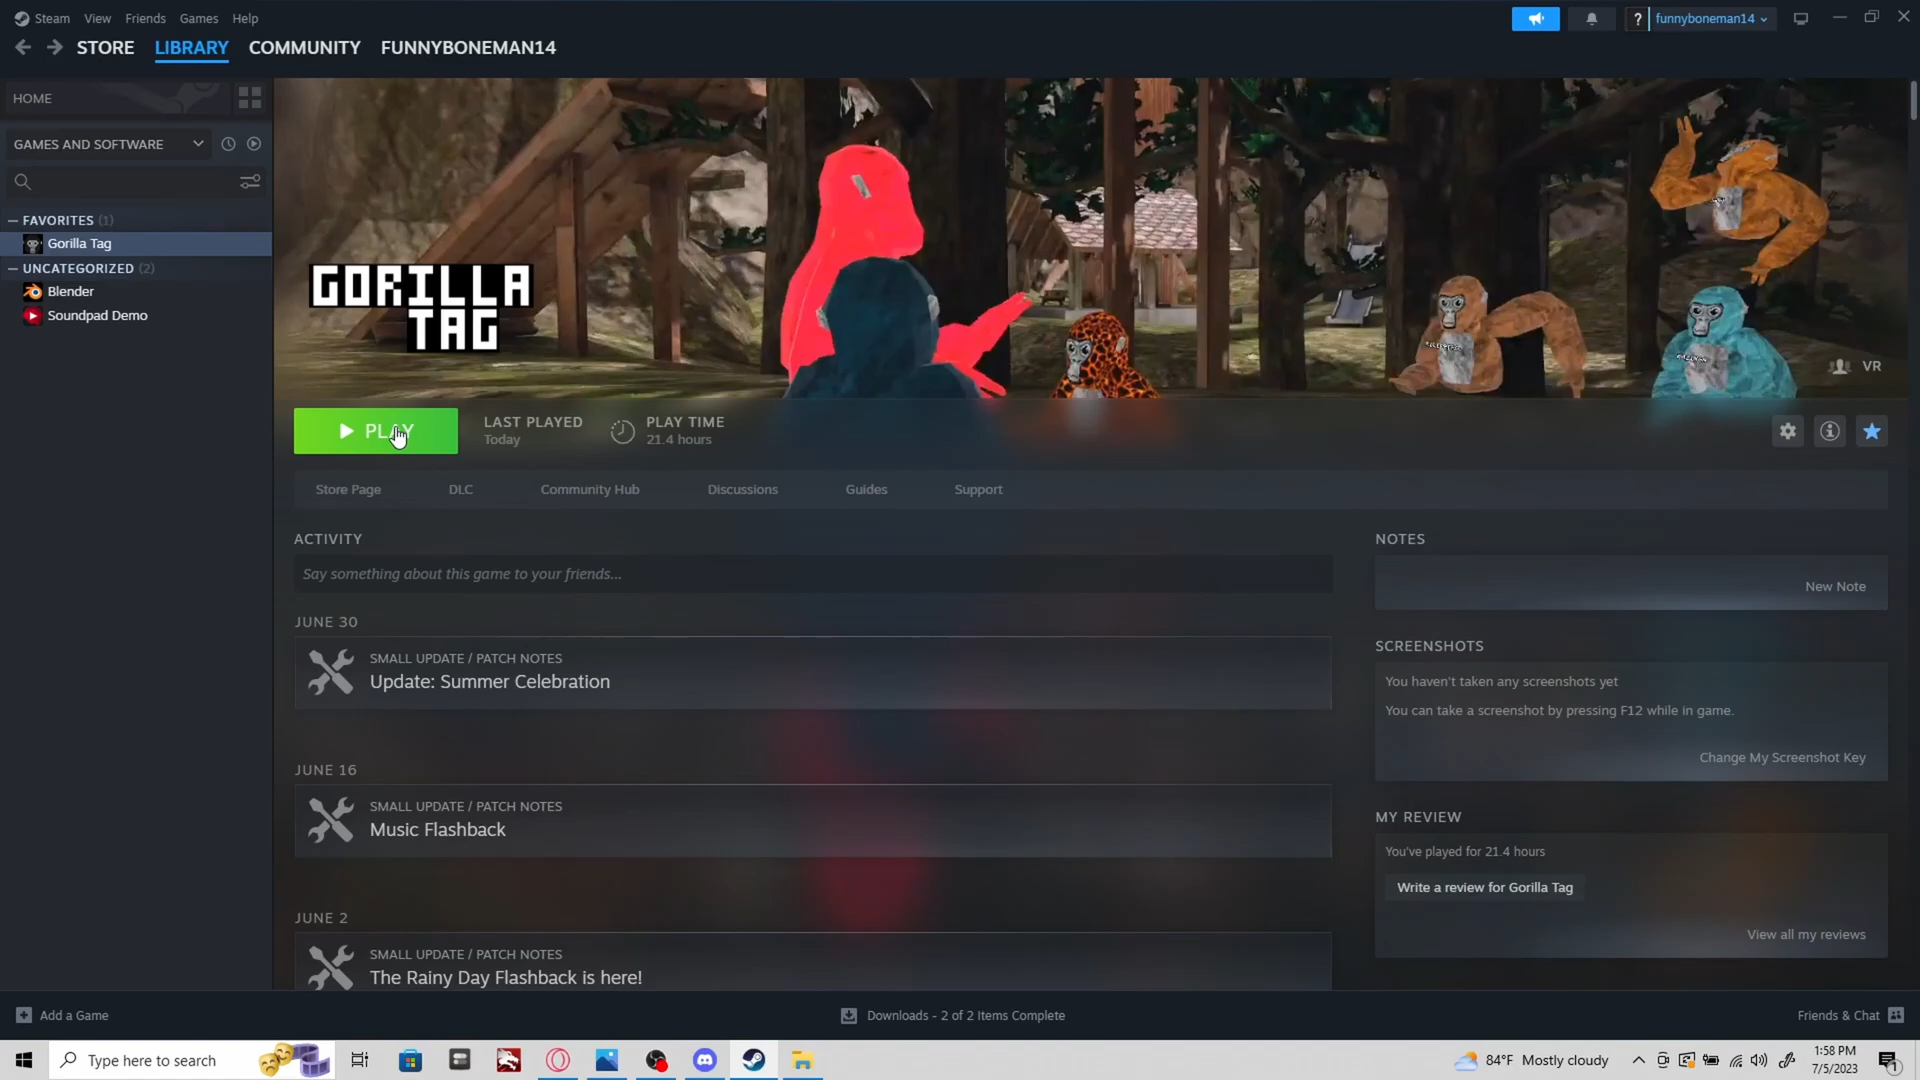 Steam View Friends Games Help
funnyboneman14
STORE LIBRARY COMMUNITY FUNNYBONEMAN14
HOME
GAMES AND SOFTWARE
FAVORITES (1)
Gorilla Tag
UNCATEGORIZED (2)
Blender
Soundpad Demo
GORILLA
TAG
VR
PLAY
LAST PLAYED
Today
PLAY TIME
21.4 hours
Store Page DLC Community Hub Discussions Guides Support
ACTIVITY
Say something about this game to your friends...
JUNE 30
SMALL UPDATE / PATCH NOTES
Update: Summer Celebration
JUNE 16
SMALL UPDATE / PATCH NOTES
Music Flashback
JUNE 2
SMALL UPDATE / PATCH NOTES
The Rainy Day Flashback is here!
NOTES
New Note
SCREENSHOTS
You haven't taken any screenshots yet
You can take a screenshot by pressing F12 while in game.
Change My Screenshot Key
MY REVIEW
You've played for 21.4 hours
Write a review for Gorilla Tag
View all my reviews
Add a Game
Downloads - 2 of 2 Items Complete
Friends & Chat
Type here to search
84°F Mostly cloudy
1:58 PM
7/5/2023
1